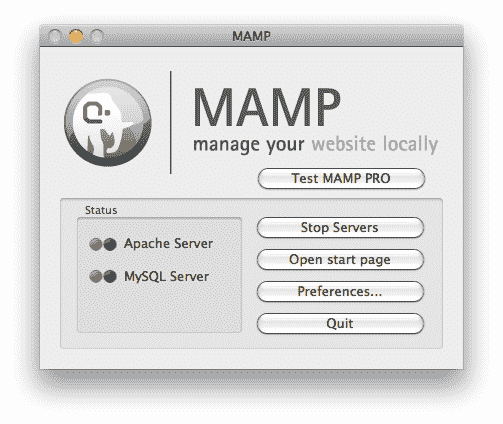 MAMP
MAMP
manage your website locally
Test MAMP PRO
Status
Apache Server
MySQL Server
Stop Servers
Open start page
Preferences...
Quit